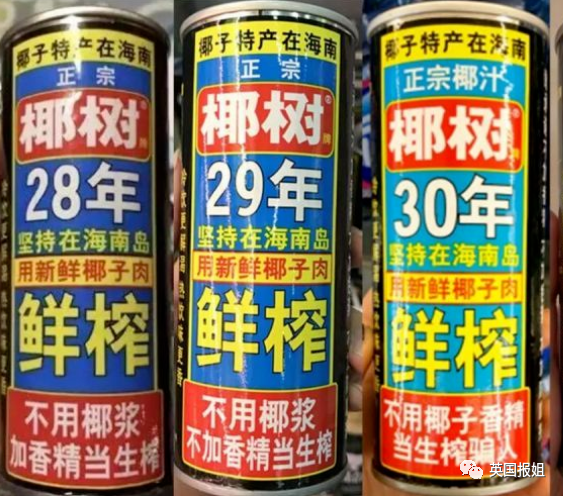 椰子特产在海南
正宗
椰树
牌
28年
坚持在海南岛
用新鲜椰子肉
鲜榨
不用椰浆
加香精当生榨
椰子特产在海南
正宗
椰树
牌
29年
坚持在海南岛
用新鲜椰子肉
鲜榨
不用椰浆
不加香精当生榨
椰子特产在海南
正宗椰汁
椰树
牌
30年
坚持在海南岛
用新鲜椰子肉
鲜榨
不用椰子香精
当生榨骗人
英国报姐